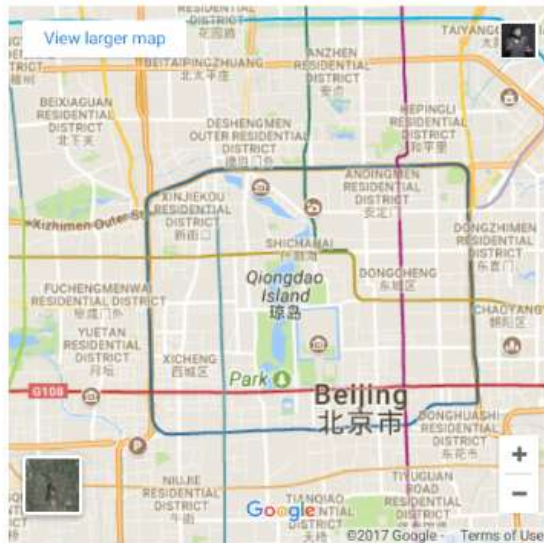 View larger map
花园路
TAIYANG
ANZHEN
RESIDENTIAL
DISTRICT
安贞
BEITAIPINGZHUANG
北太平庄
BEIXIAGUAN
RESIDENTIAL
DISTRICT
北下关
DESHENGMEN
OUTER RESIDENTIAL
DISTRICT
德胜门外
HEPINGLI
RESIDENTIAL
DISTRICT
和平里
ANDINGMEN
RESIDENTIAL
DISTRICT
安定门
XINJIEKOU
RESIDENTIAL
DISTRICT
新街口
Xizhimen Outer St
DONGZHIMEN
RESIDENTIAL
DISTRICT
东直门
SHICHAHAI
什刹海
DONGCHENG
东城区
Qiongdao
Island
琼岛
FUCHENGMENWAI
RESIDENTIAL DISTRICT
阜成门外
CHAOYANG
朝阳区
YUETAN
RESIDENTIAL
DISTRICT
月坛
XICHENG
西城区
Park
G108
Beijing
北京市
DONGHUASHI
RESIDENTIAL
DISTRICT
东花市
NIUJIE
RESIDENTIAL
DISTRICT
牛街
TIYUGUAN
ROAD
RESIDENTIAL
TIANQIAO
RESIDENTIAL
DISTRICT
天桥
+
−
Google
©2017 Google
Terms of Use